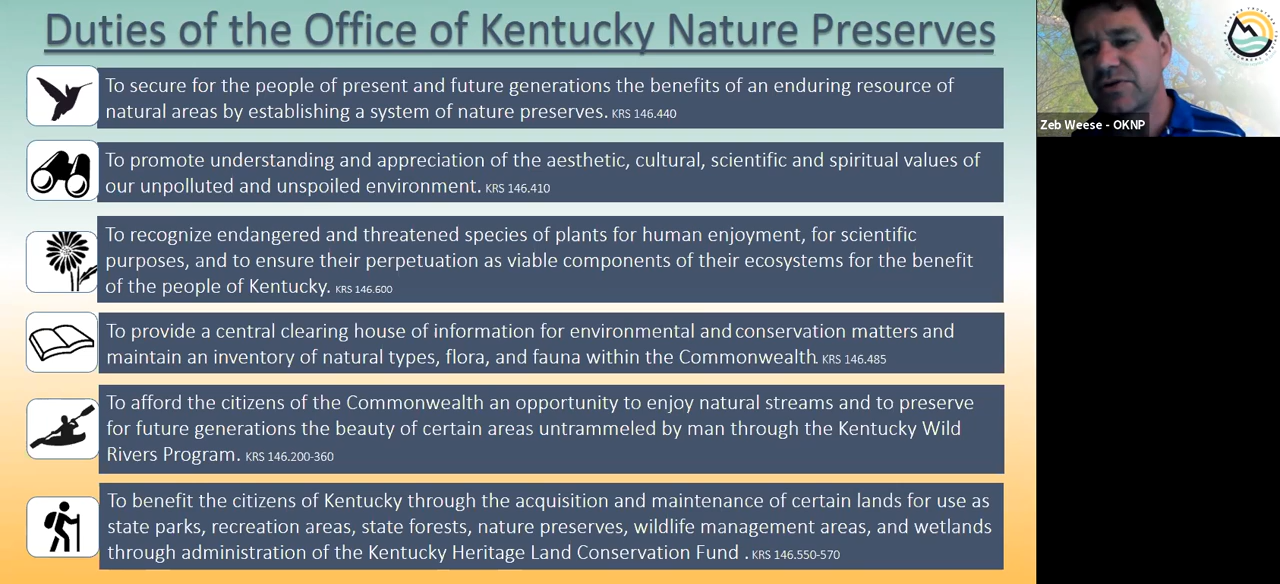 Duties of the Office of Kentucky Nature Preserves
To secure for the people of present and future generations the benefits of an enduring resource of
natural areas by establishing a system of nature preserves. KRS 146.440
To promote understanding and appreciation of the aesthetic, cultural, scientific and spiritual values of
our unpolluted and unspoiled environment. KRS 146.410
To recognize endangered and threatened species of plants for human enjoyment, for scientific
purposes, and to ensure their perpetuation as viable components of their ecosystems for the benefit
of the people of Kentucky. KRS 146.600
To provide a central clearing house of information for environmental and conservation matters and
maintain an inventory of natural types, flora, and fauna within the Commonwealth. KRS 146.485
To afford the citizens of the Commonwealth an opportunity to enjoy natural streams and to preserve
for future generations the beauty of certain areas untrammeled by man through the Kentucky Wild
Rivers Program. KRS 146.200-360
To benefit the citizens of Kentucky through the acquisition and maintenance of certain lands for use as
state parks, recreation areas, state forests, nature preserves, wildlife management areas, and wetlands
through administration of the Kentucky Heritage Land Conservation Fund . KRS 146.550-570
Zeb Weese - OKNP